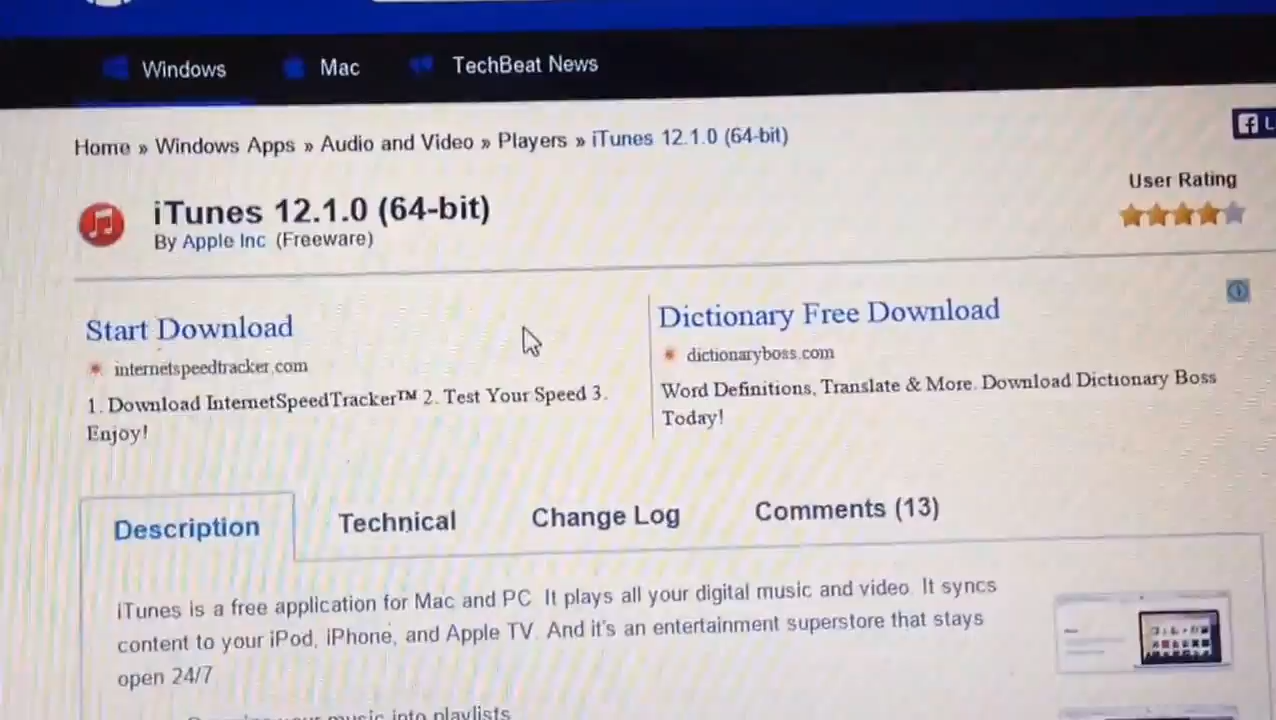 Windows
Mac
TechBeat News
Home » Windows Apps » Audio and Video » Players » iTunes 12.1.0 (64-bit)
L
iTunes 12.1.0 (64-bit)
By Apple Inc (Freeware)
User Rating
Start Download
internetspeedtracker.com
1. Download InternetSpeedTracker™ 2. Test Your Speed 3.
Enjoy!
Dictionary Free Download
dictionaryboss.com
Word Definitions, Translate & More. Download Dictionary Boss
Today!
Description
Technical
Change Log
Comments (13)
iTunes is a free application for Mac and PC. It plays all your digital music and video. It syncs
content to your iPod, iPhone, and Apple TV. And it's an entertainment superstore that stays
open 24/7
your music into playlists